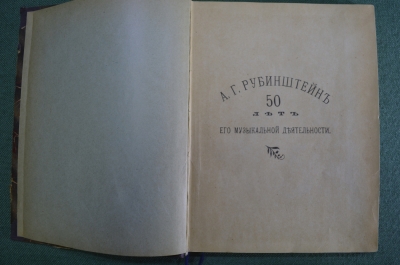 А. Г. РУБИНШТЕЙНЪ
50
ЛѢТЪ
ЕГО МУЗЫКАЛЬНОЙ ДѢЯТЕЛЬНОСТИ.